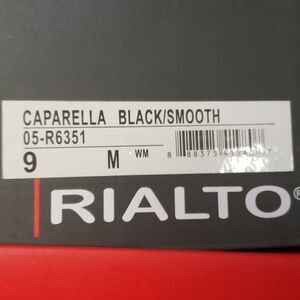 CAPARELLA BLACK/SMOOTH
05-R6351
9 M WM
RIALTO®